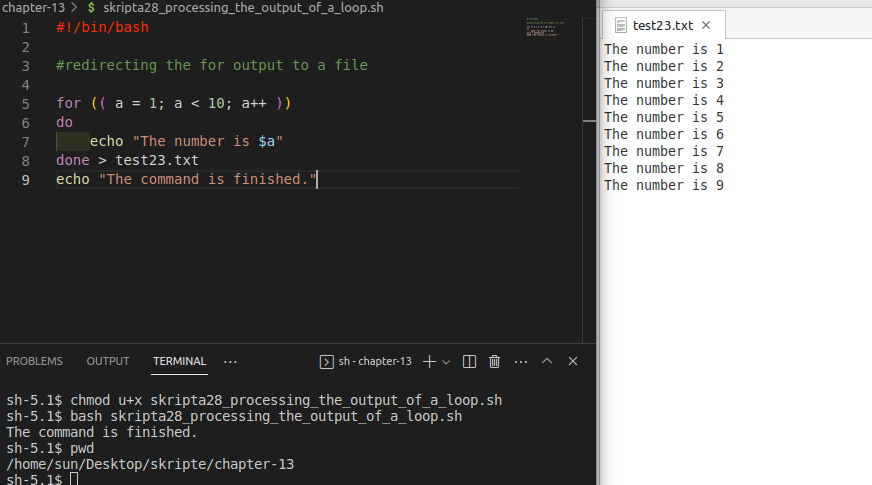 chapter-13 > $ skripta28_processing_the_output_of_a_loop.sh
1 #!/bin/bash
2
3 #redirecting the for output to a file
4
5 for (( a = 1; a < 10; a++ ))
6 do
7 echo "The number is $a"
8 done > test23.txt
9 echo "The command is finished."
PROBLEMS OUTPUT TERMINAL ... sh - chapter-13
sh-5.1$ chmod u+x skripta28_processing_the_output_of_a_loop.sh
sh-5.1$ bash skripta28_processing_the_output_of_a_loop.sh
The command is finished.
sh-5.1$ pwd
/home/sun/Desktop/skripte/chapter-13
sh-5.1$
test23.txt
The number is 1
The number is 2
The number is 3
The number is 4
The number is 5
The number is 6
The number is 7
The number is 8
The number is 9